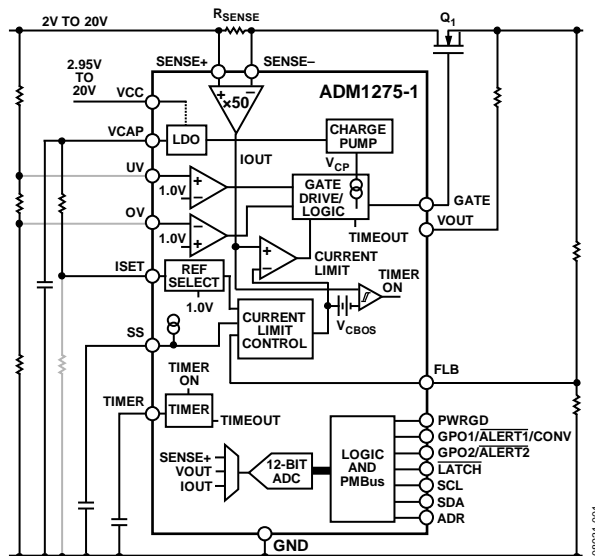 RSENSE
Q1
2V TO 20V
SENSE+
SENSE–
2.95V
TO
20V
VCC
ADM1275-1
×50
VCAP
LDO
CHARGE
PUMP
IOUT
VCP
UV
1.0V
GATE
DRIVE/
LOGIC
GATE
VOUT
OV
1.0V
TIMEOUT
CURRENT
LIMIT
ISET
REF
SELECT
1.0V
TIMER
ON
VCBOS
CURRENT
LIMIT
CONTROL
SS
FLB
TIMER
ON
TIMER
TIMER
TIMEOUT
PWRGD
GPO1/ALERT1/CONV
GPO2/ALERT2
LATCH
SCL
SDA
ADR
SENSE+
VOUT
IOUT
12-BIT
ADC
LOGIC
AND
PMBus
GND